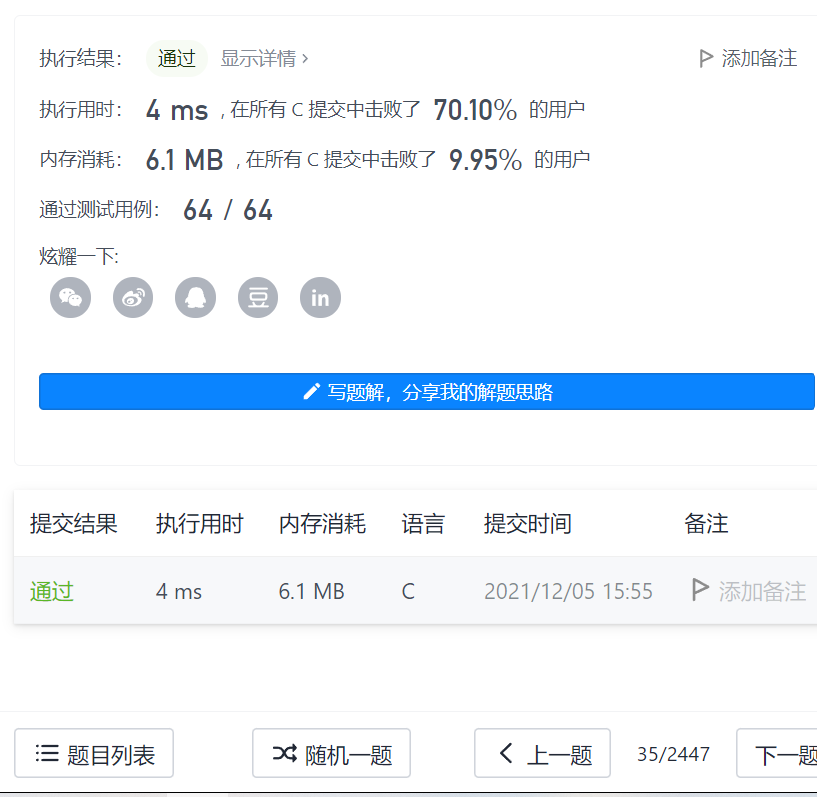 执行结果： 通过 显示详情 › 添加备注
执行用时： 4 ms , 在所有 C 提交中击败了 70.10% 的用户
内存消耗： 6.1 MB , 在所有 C 提交中击败了 9.95% 的用户
通过测试用例： 64 / 64
炫耀一下:
豆 in
写题解，分享我的解题思路
提交结果 执行用时 内存消耗 语言 提交时间 备注
通过 4 ms 6.1 MB C 2021/12/05 15:55 添加备注
题目列表 随机一题 上一题 35/2447 下一题